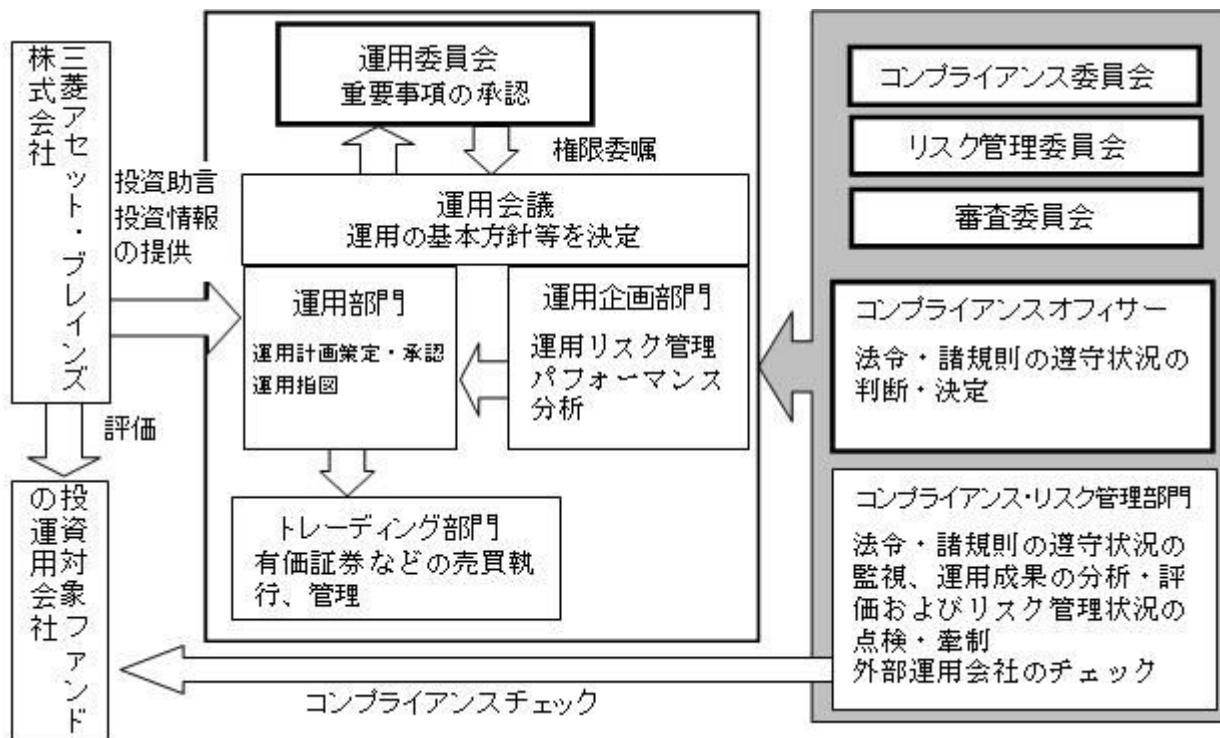 三菱アセット・ブレインズ
株式会社
投資助言
投資情報
の提供
評価
投資対象ファンド
の運用会社
運用委員会
重要事項の承認
権限委嘱
運用会議
運用の基本方針等を決定
運用部門
運用計画策定・承認
運用指図
運用企画部門
運用リスク管理
パフォーマンス
分析
トレーディング部門
有価証券などの売買執
行、管理
コンプライアンス委員会
リスク管理委員会
審査委員会
コンプライアンスオフィサー
法令・諸規則の遵守状況の
判断・決定
コンプライアンス・リスク管理部門
法令・諸規則の遵守状況の
監視、運用成果の分析・評
価およびリスク管理状況の
点検・牽制
外部運用会社のチェック
コンプライアンスチェック